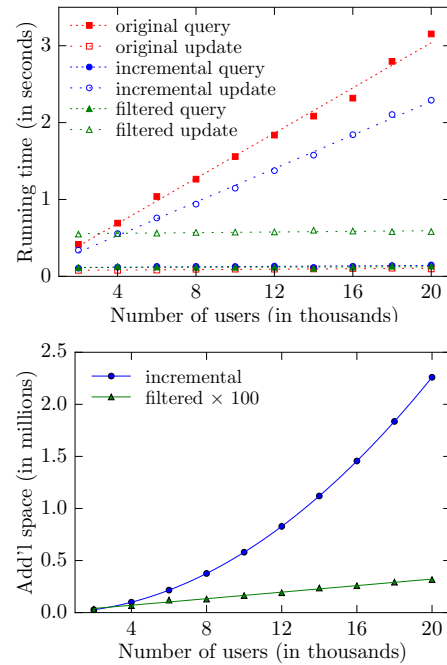 3
2
1
0
Running time (in seconds)
original query
original update
incremental query
incremental update
filtered query
filtered update
4 8 12 16 20
Number of users (in thousands)
2.5
2.0
1.5
1.0
0.5
0.0
Add'l space (in millions)
incremental
filtered × 100
4 8 12 16 20
Number of users (in thousands)